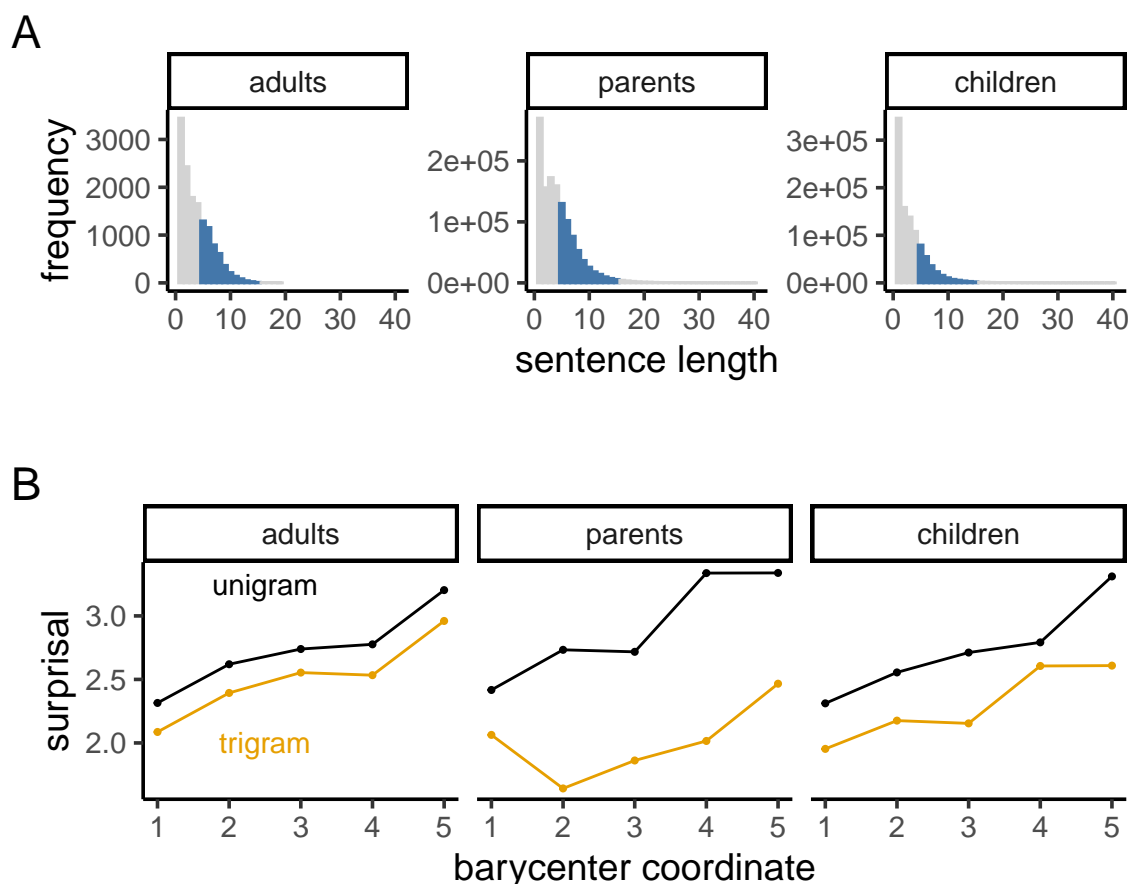 A
adults
parents
children
frequency
3000
2000
1000
0
2e+05
1e+05
0e+00
3e+05
2e+05
1e+05
0e+00
0 10 20 30 40
0 10 20 30 40
0 10 20 30 40
sentence length
B
adults
parents
children
surprisal
3.0
2.5
2.0
unigram
trigram
1 2 3 4 5
1 2 3 4 5
1 2 3 4 5
barycenter coordinate